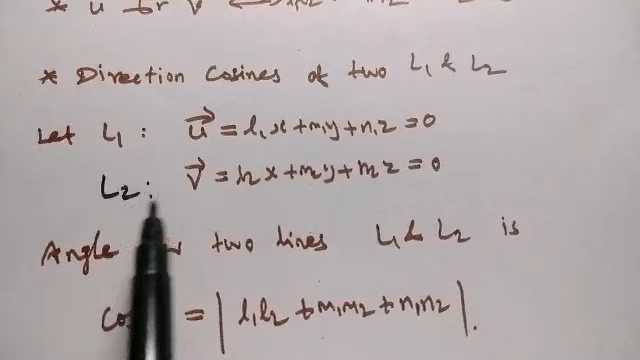 * Direction Cosines of two L₁ & L₂
Let L₁ : u⃗ = l₁x + m₁y + n₁z = 0
L₂ : v⃗ = l₂x + m₂y + n₂z = 0
Angle two lines L₁ & L₂ is
= | l₁l₂ + m₁m₂ + n₁n₂ |.